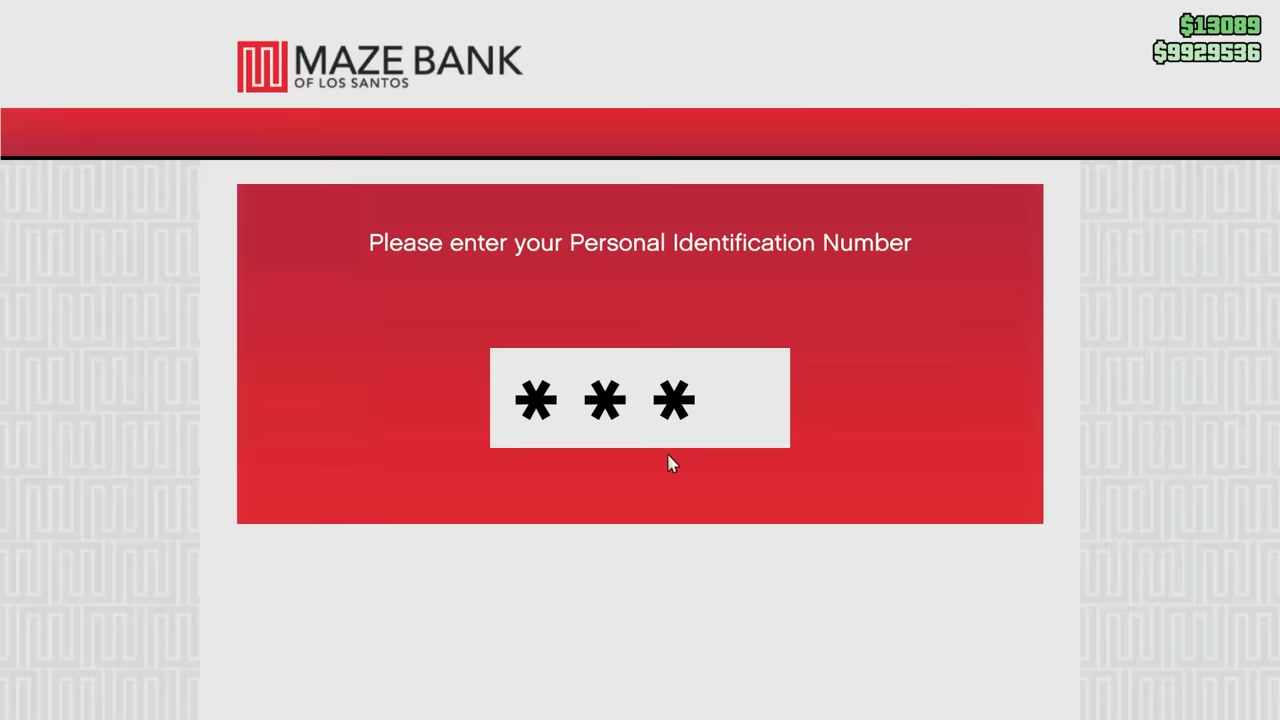 $13089
$9929536
MAZE BANK
OF LOS SANTOS
Please enter your Personal Identification Number
* * *